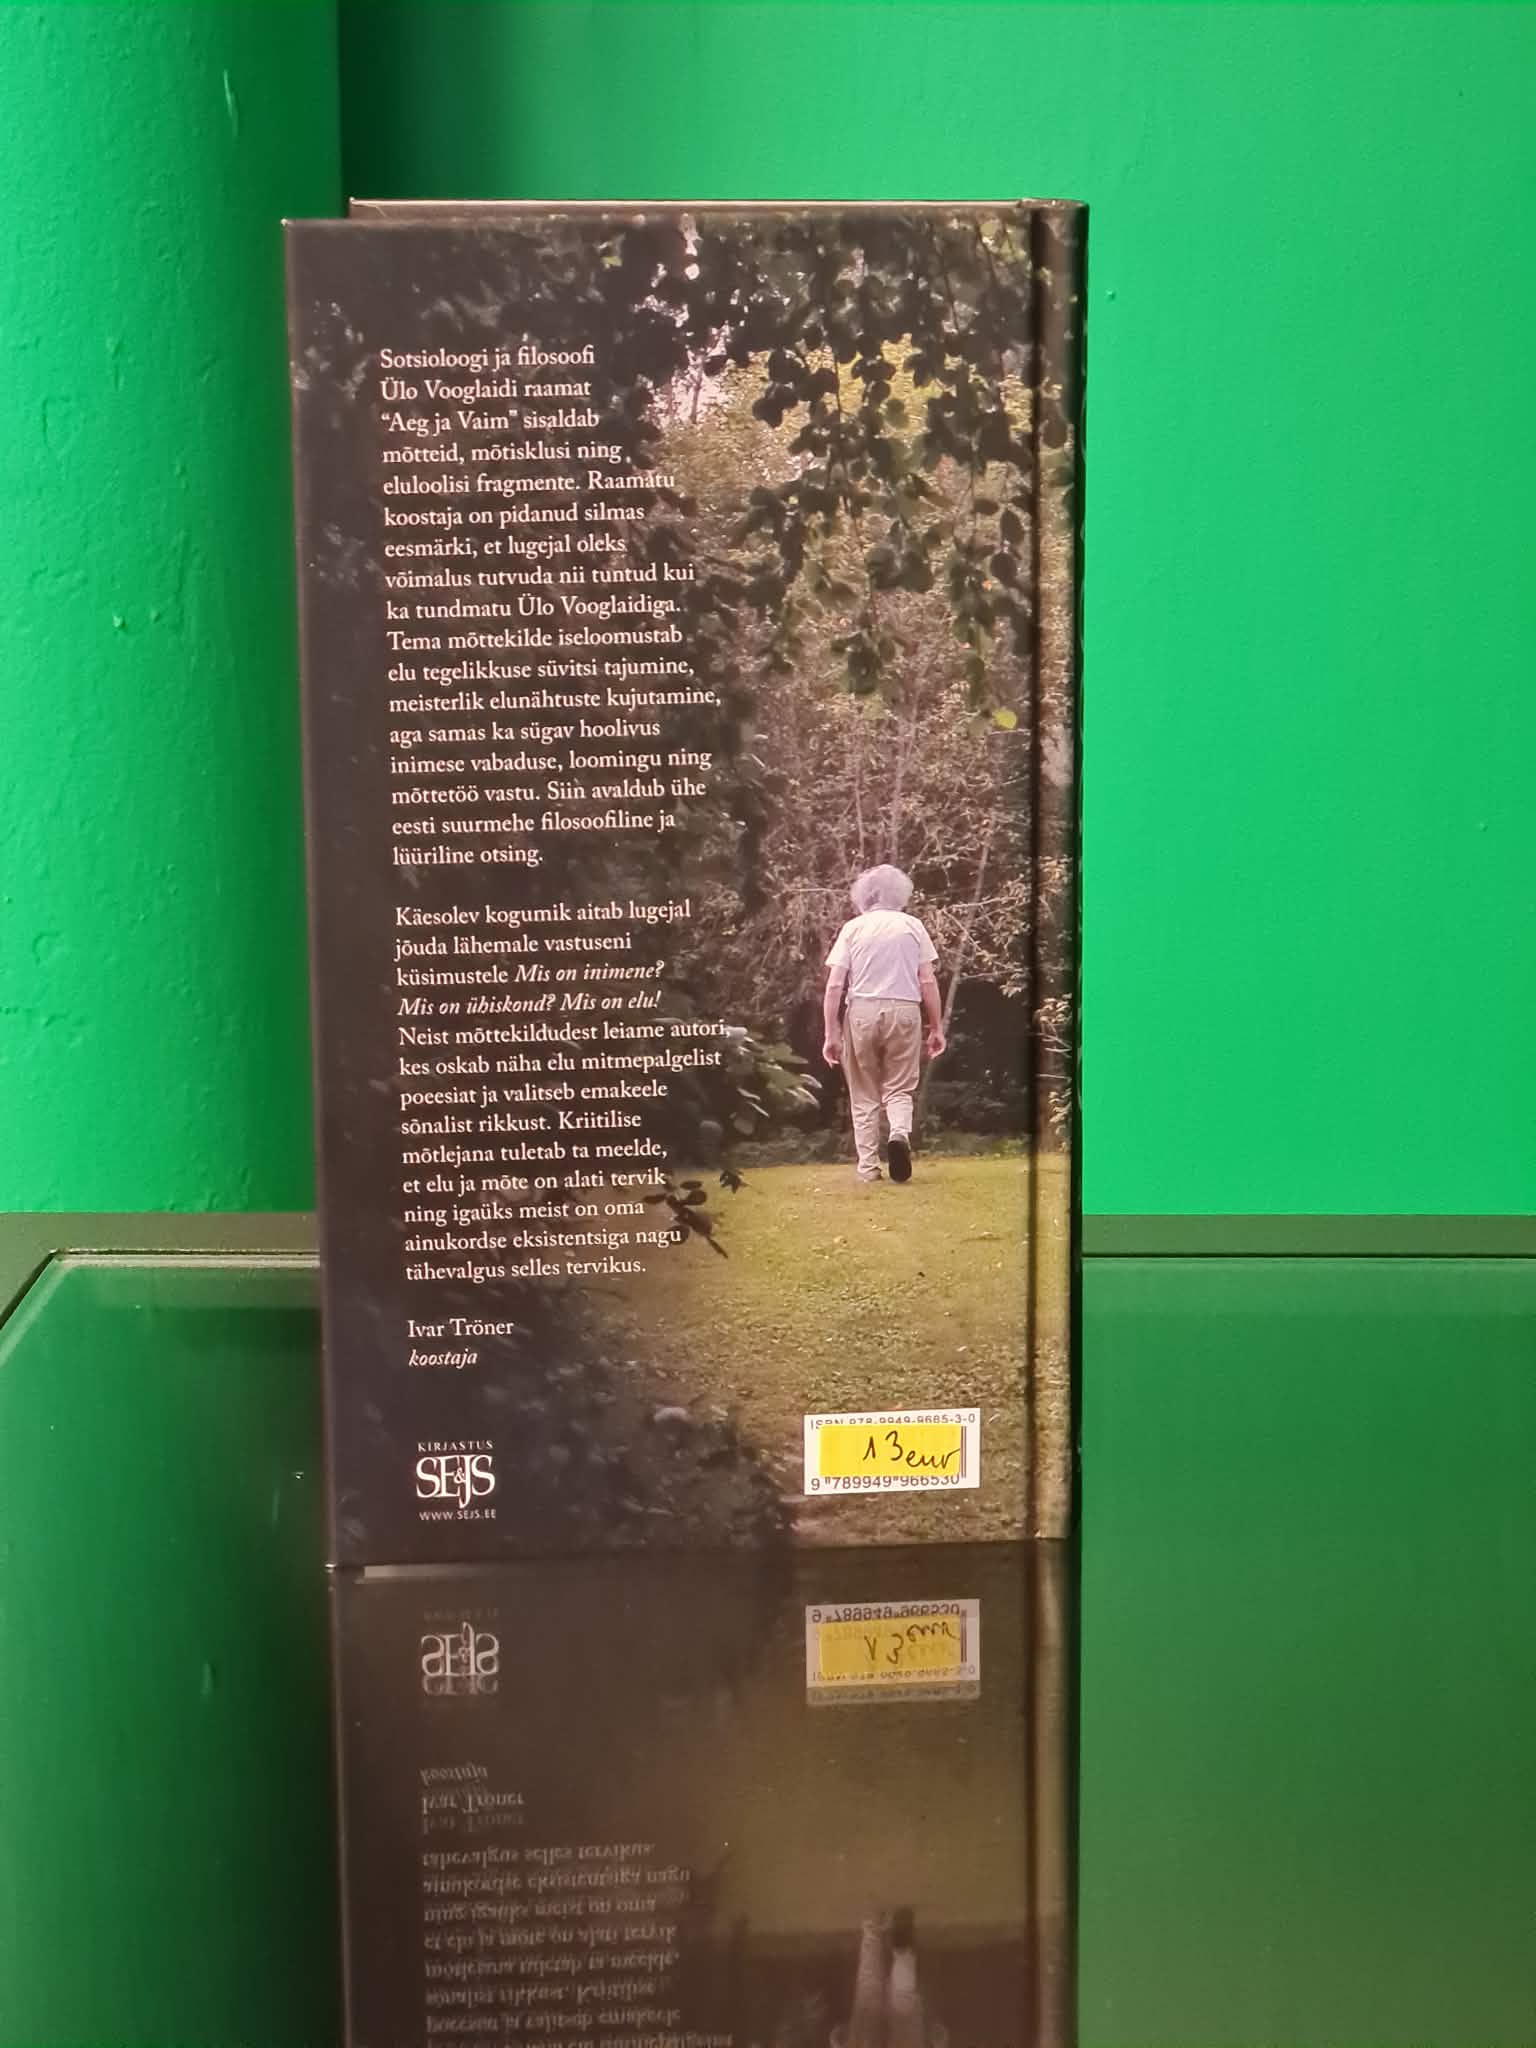 Sotsioloogi ja filosoofi
Ülo Vooglaidi raamat
“Aeg ja Vaim” sisaldab
mõtteid, mõtisklusi ning
eluloolisi fragmente. Raamatu
koostaja on pidanud silmas
eesmärki, et lugejal oleks
võimalus tutvuda nii tuntud kui
ka tundmatu Ülo Vooglaidiga.
Tema mõttekilde iseloomustab
elu tegelikkuse süvitsi tajumine,
meisterlik elunähtuste kujutamine,
aga samas ka sügav hoolivus
inimese vabaduse, loomingu ning
mõttetöö vastu. Siin avaldub ühe
eesti suurmehe filosoofiline ja
lüüriline otsing.
Käesolev kogumik aitab lugejal
jõuda lähemale vastuseni
küsimustele Mis on inimene?
Mis on ühiskond? Mis on elu!
Neist mõttekildudest leiame autori,
kes oskab näha elu mitmepalgelist
poeesiat ja valitseb emakeele
sõnalist rikkust. Kriitilise
mõtlejana tuletab ta meelde,
et elu ja mõte on alati tervik
ning igaüks meist on oma
ainukordse eksistentsiga nagu
tähevalgus selles tervikus.
Ivar Tröner
koostaja
KIRJASTUS
SE&JS
WWW.SEJS.EE
ISBN 978-9949-9665-3-0
13 eur
9 789949 966530